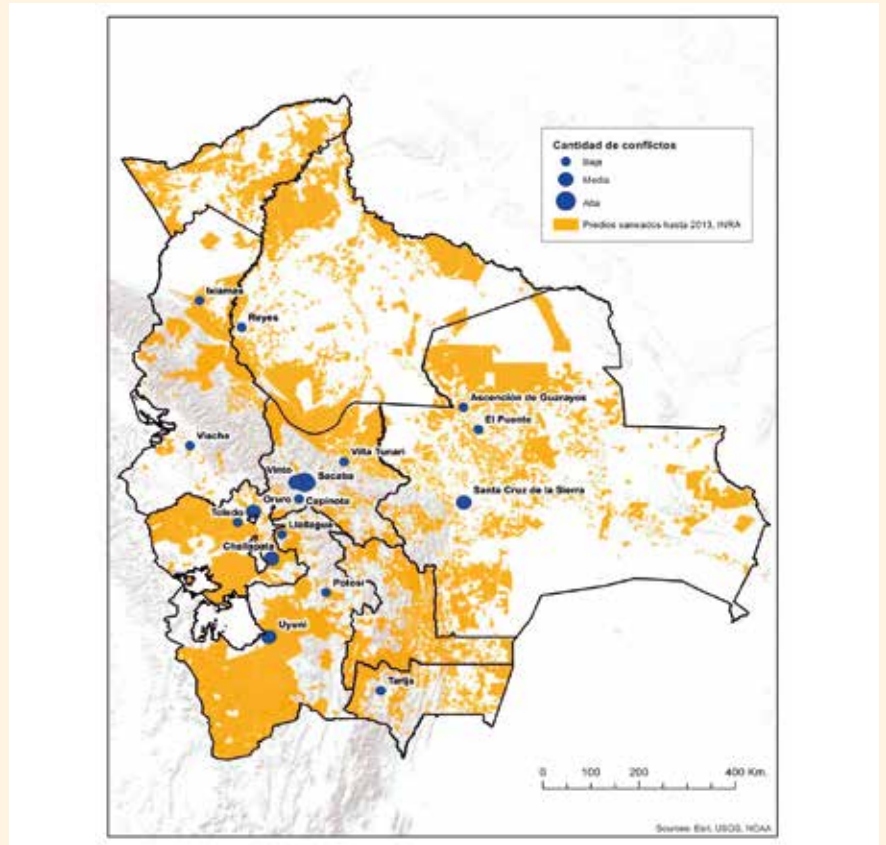 Cantidad de conflictos
Baja
Media
Alta
Predios saneados hasta 2013, INRA
Ixiamas
Reyes
Ascención de Guarayos
El Puente
Viacha
Villa Tunari
Vinto
Sacaba
Santa Cruz de la Sierra
Oruro
Capinota
Toledo
Llallagua
Challapata
Potosí
Uyuni
Tarija
0 100 200 400 Km.
Sources: Esri, USGS, NOAA